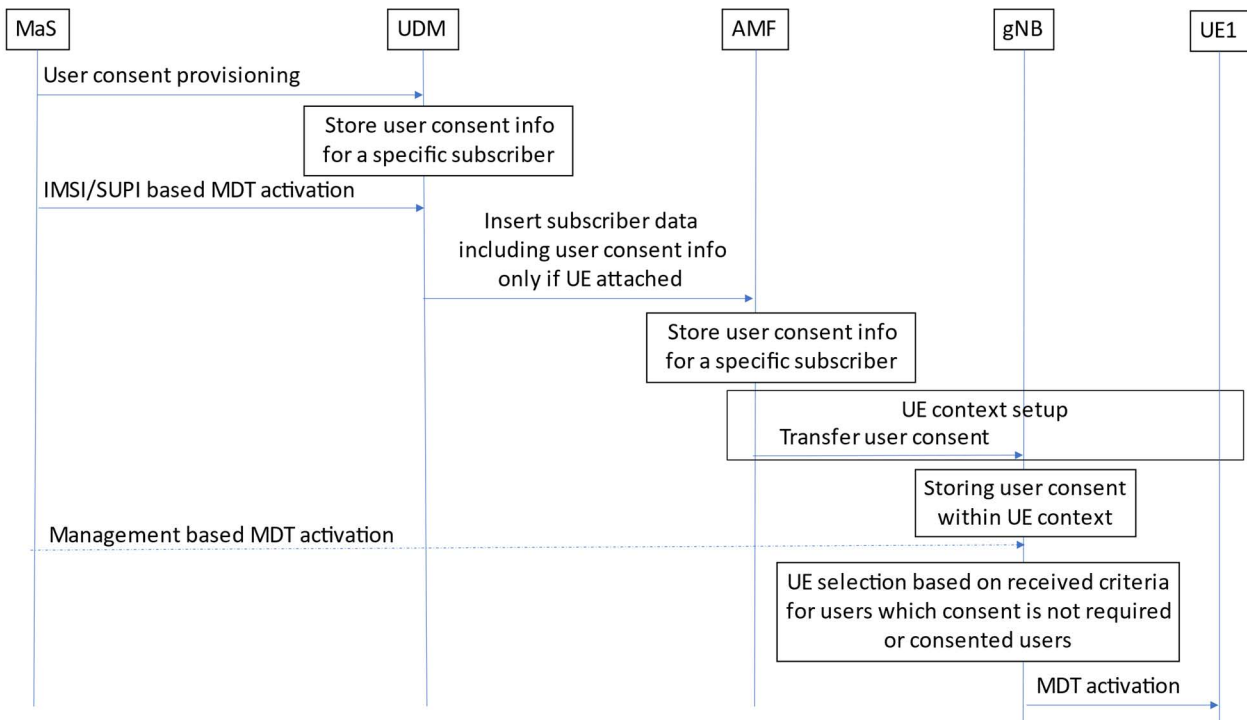 MaS
UDM
AMF
gNB
UE1
User consent provisioning
Store user consent info
for a specific subscriber
IMSI/SUPI based MDT activation
Insert subscriber data
including user consent info
only if UE attached
Store user consent info
for a specific subscriber
UE context setup
Transfer user consent
Storing user consent
within UE context
Management based MDT activation
UE selection based on received criteria
for users which consent is not required
or consented users
MDT activation